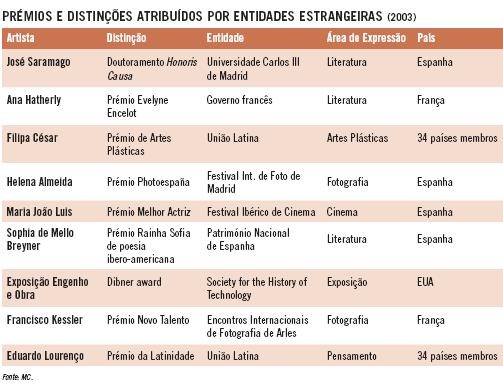 PRÉMIOS E DISTINÇÕES ATRIBUÍDOS POR ENTIDADES ESTRANGEIRAS (2003)
Artista Distinção Entidade Área de Expressão País
José Saramago Doutoramento Honoris Universidade Carlos III Literatura Espanha
Causa de Madrid
Ana Hatherly Prémio Evelyne Governo francês Literatura França
Encelot
Filipa César Prémio de Artes União Latina Artes Plásticas 34 países membros
Plásticas
Helena Almeida Prémio Photoespaña Festival Int. de Foto de Fotografia Espanha
Madrid
Maria João Luis Prémio Melhor Actriz Festival Ibérico de Cinema Cinema Espanha
Sophia de Mello Prémio Rainha Sofia Património Nacional Literatura Espanha
Breyner de poesia de Espanha
ibero-americana
Exposição Engenho Dibner award Society for the History of Exposição EUA
e Obra Technology
Francisco Kessler Prémio Novo Talento Encontros Internacionais Fotografia França
de Fotografia de Arles
Eduardo Lourenço Prémio da Latinidade União Latina Pensamento 34 países membros
Fonte: MC.